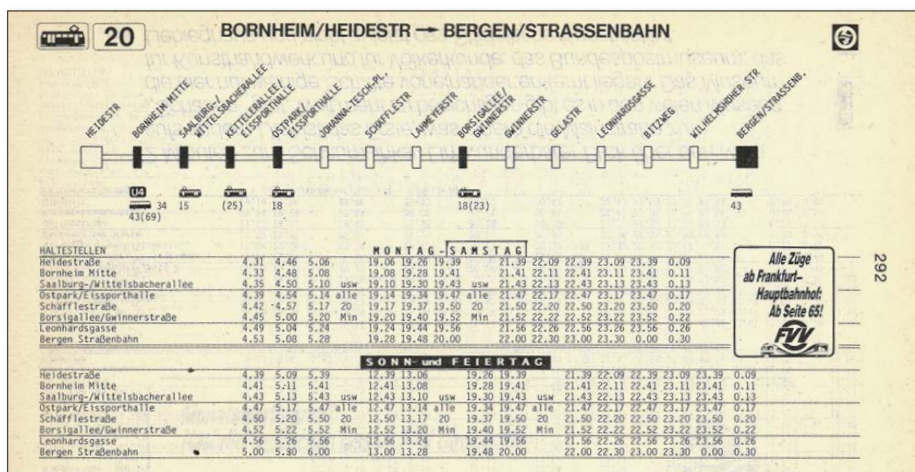 20 BORNHEIM/HEIDESTR — BERGEN/STRASSENBAHN
HEIDESTR
BORNHEIM MITTE
SAALBURG-/WITTELSBACHERALLEE
EISSPORTHALLE
OSTPARK/EISSPORTHALLE
JOHANNA-TESCH-PL.
SCHÄFFLESTR
LAHMEYERSTR
BORSIGALLEE/GWINNERSTR
GWINNERSTR
GELASTR
LEONHARDSGASSE
BITZWEG
VILBELER
BERGEN/STRASSENB.
U4
34 15 (25) 18 18(23) 43
43(69)
HALTESTELLEN MONTAG-SAMSTAG
Heidestraße 4.31 4.46 5.06 19.06 19.26 19.39 21.39 22.09 22.39 23.09 23.39 0.09
Bornheim Mitte 4.33 4.48 5.08 19.08 19.28 19.41 21.41 22.11 22.41 23.11 23.41 0.11
Saalburg-/Wittelsbacherallee 4.35 4.50 5.10 usw 19.10 19.30 19.43 usw 21.43 22.13 22.43 23.13 23.43 0.13
Ostpark/Eissporthalle 4.39 4.54 5.14 alle 19.14 19.34 19.47 alle 21.47 22.17 22.47 23.17 23.47 0.17
Schäfflestraße 4.42 4.57 5.17 20 19.17 19.37 19.50 20 21.50 22.20 22.50 23.20 23.50 0.20
Borsigallee/Gwinnerstraße 4.45 5.00 5.20 Min 19.20 19.40 19.52 Min 21.52 22.22 22.52 23.22 23.52 0.22
Leonhardsgasse 4.49 5.04 5.24 19.24 19.44 19.56 21.56 22.26 22.56 23.26 23.56 0.26
Bergen Straßenbahn 4.53 5.08 5.28 19.28 19.48 20.00 22.00 22.30 23.00 23.30 0.00 0.30
SONN- und FEIERTAG
Heidestraße 4.39 5.09 5.39 12.39 13.06 19.26 19.39 21.39 22.09 22.39 23.09 23.39 0.09
Bornheim Mitte 4.41 5.11 5.41 12.41 13.08 19.28 19.41 21.41 22.11 22.41 23.11 23.41 0.11
Saalburg-/Wittelsbacherallee 4.43 5.13 5.43 usw 12.43 13.10 usw 19.30 19.43 usw 21.43 22.13 22.43 23.13 23.43 0.13
Ostpark/Eissporthalle 4.47 5.17 5.47 alle 12.47 13.14 alle 19.34 19.47 alle 21.47 22.17 22.47 23.17 23.47 0.17
Schäfflestraße 4.50 5.20 5.50 20 12.50 13.17 20 19.37 19.50 20 21.50 22.20 22.50 23.20 23.50 0.20
Borsigallee/Gwinnerstraße 4.52 5.22 5.52 Min 12.52 13.20 Min 19.40 19.52 Min 21.52 22.22 22.52 23.22 23.52 0.22
Leonhardsgasse 4.56 5.26 5.56 12.56 13.24 19.44 19.56 21.56 22.26 22.56 23.26 23.56 0.26
Bergen Straßenbahn 5.00 5.30 6.00 13.00 13.28 19.48 20.00 22.00 22.30 23.00 23.30 0.00 0.30
Alle Züge
ab Frankfurt-
Hauptbahnhof:
Ab Seite 65!
FVV
292